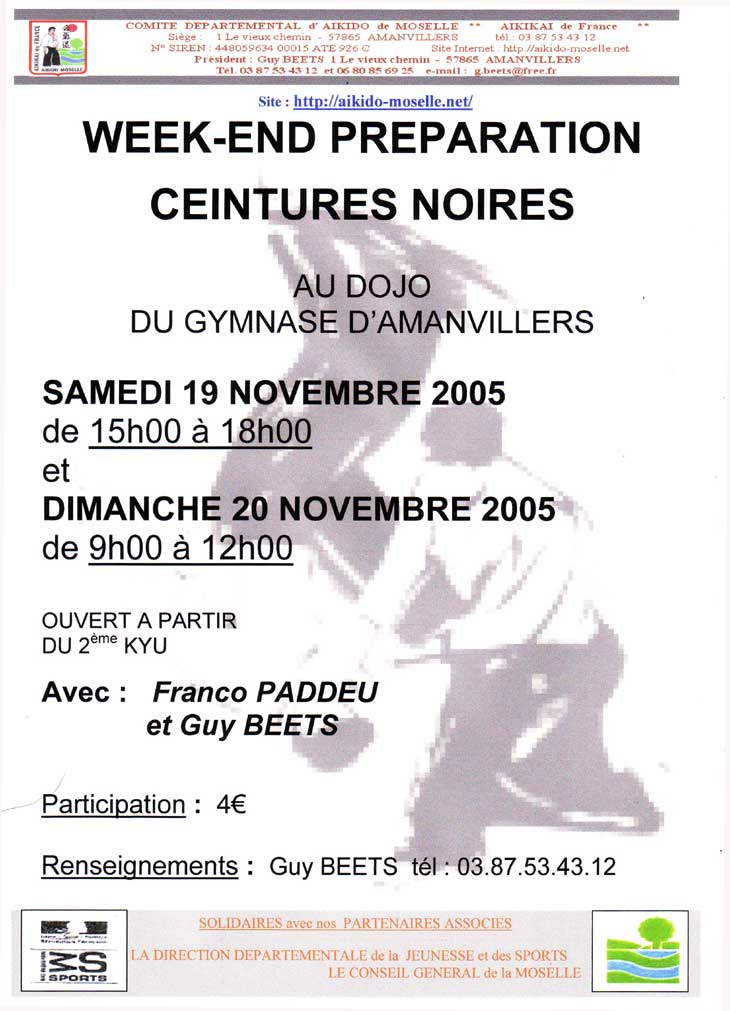 COMITE DEPARTEMENTAL d' AIKIDO de MOSELLE ** AIKIKAI de France **
Siège : 1 Le vieux chemin - 57865 AMANVILLERS tél.: 03 87 53 43 12
N° SIREN : 448059634 00015 ATE 926 C Site Internet : http://aikido-moselle.net
Président : Guy BEETS 1 Le vieux chemin - 57865 AMANVILLERS
Tél. 03 87 53 43 12 et 06 80 85 69 25 e-mail : g.beets@free.fr
AIKIKAI de FRANCE
AIKIDO MOSELLE
Site : http://aikido-moselle.net/
WEEK-END PREPARATION
CEINTURES NOIRES
AU DOJO
DU GYMNASE D'AMANVILLERS
SAMEDI 19 NOVEMBRE 2005
de 15h00 à 18h00
et
DIMANCHE 20 NOVEMBRE 2005
de 9h00 à 12h00
OUVERT A PARTIR
DU 2ème KYU
Avec : Franco PADDEU
et Guy BEETS
Participation : 4€
Renseignements : Guy BEETS tél : 03.87.53.43.12
SOLIDAIRES avec nos PARTENAIRES ASSOCIES
LA DIRECTION DEPARTEMENTALE de la JEUNESSE et des SPORTS
LE CONSEIL GENERAL de la MOSELLE
SPORTS